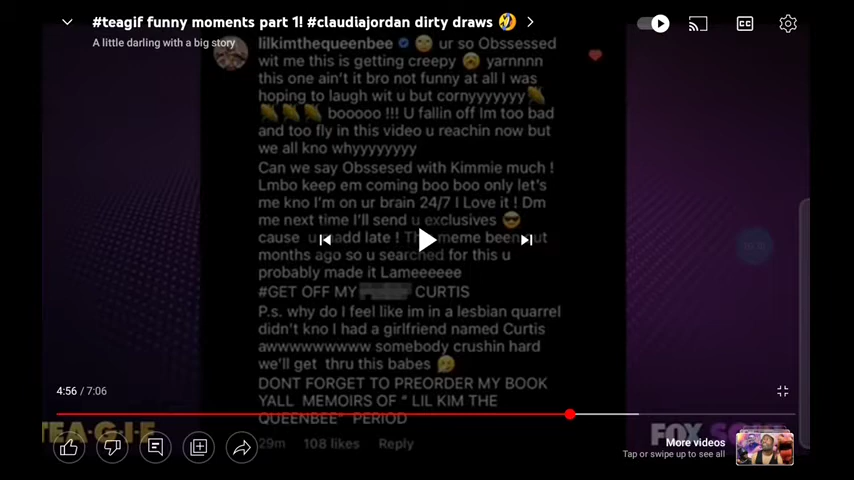 #teagif funny moments part 1! #claudiajordan dirty draws 🤣
A little darling with a big story
lilkimthequeenbee 🙄 ur so Obssessed
wit me this is getting creepy 😤 yarnnnn
this one ain't it bro not funny at all I was
hoping to laugh wit u but cornyyyyyyy🌽
🌽🌽🌽 booooo !!! U fallin off Im too bad
and too fly in this video u reachin now but
we all kno whyyyyyyy
Can we say Obssesed with Kimmie much !
Lmbo keep em coming boo boo only let's
me kno I'm on ur brain 24/7 I Love it ! Dm
me next time I'll send u exclusives 😎
cause u madd late ! meme been
months ago so u searched for this u
probably made it Lameeeeee
#GET OFF MY CURTIS
P.s. why do I feel like im in a lesbian quarrel
didn't kno I had a girlfriend named Curtis
awwwwwwwww somebody crushin hard
we'll get thru this babes 🤪
DONT FORGET TO PREORDER MY BOOK
YALL MEMOIRS OF “ LIL KIM THE
QUEENBEE” PERIOD
29m 108 likes Reply
4:56 / 7:06
TEA·G·I·F
FOX SOUL
More videos
Tap or swipe up to see all
CC